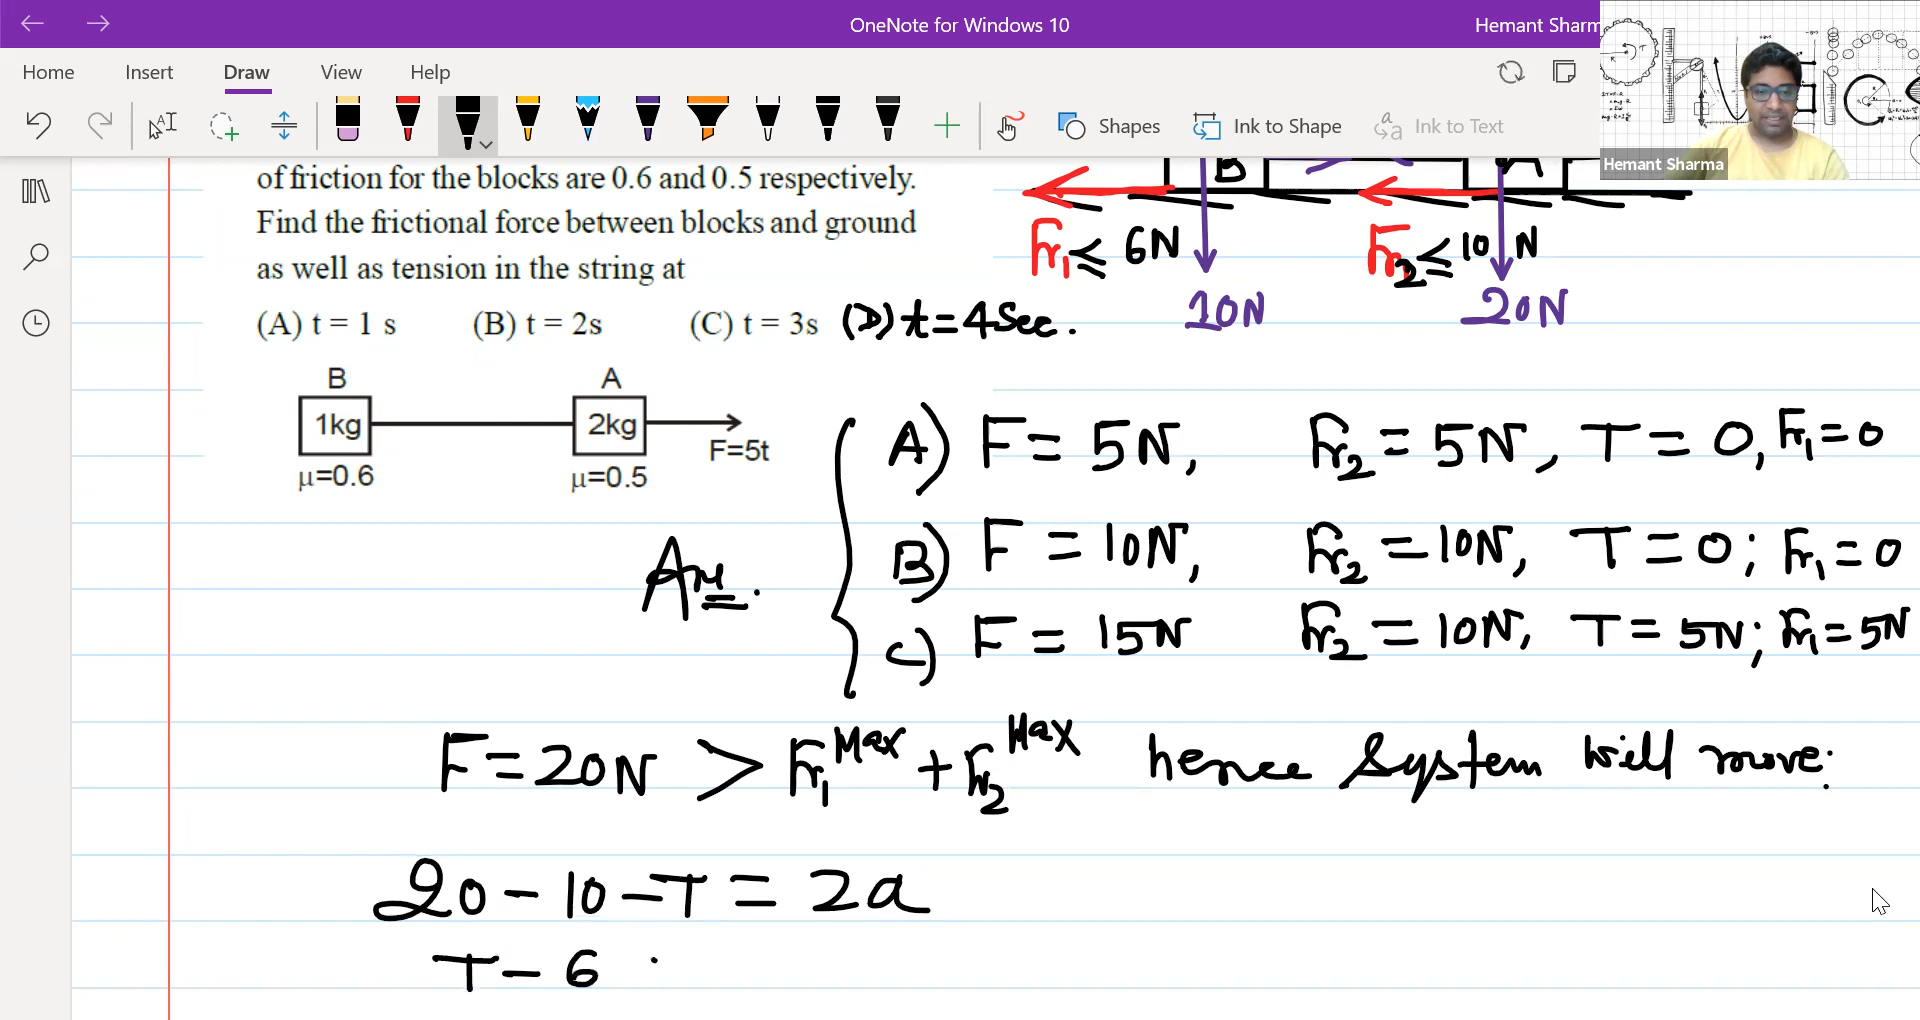 OneNote for Windows 10
Hemant Sharm
Home Insert Draw View Help
Shapes Ink to Shape Ink to Text
Hemant Sharma
of friction for the blocks are 0.6 and 0.5 respectively.
Find the frictional force between blocks and ground
as well as tension in the string at
(A) t = 1 s (B) t = 2s (C) t = 3s (D) t = 4 Sec.
B A
Fr1 ≤ 6N Fr2 ≤ 10 N
10N 20N
B A
1kg 2kg
F=5t
μ=0.6 μ=0.5
A) F = 5N, Fr2 = 5N, T = 0, Fr1 = 0
Ans.
B) F = 10N, Fr2 = 10N, T = 0; Fr1 = 0
C) F = 15N Fr2 = 10N, T = 5N; Fr1 = 5N
F = 20N > Fr1 Max + Fr2 Max hence System will move:
20 - 10 - T = 2a
T - 6